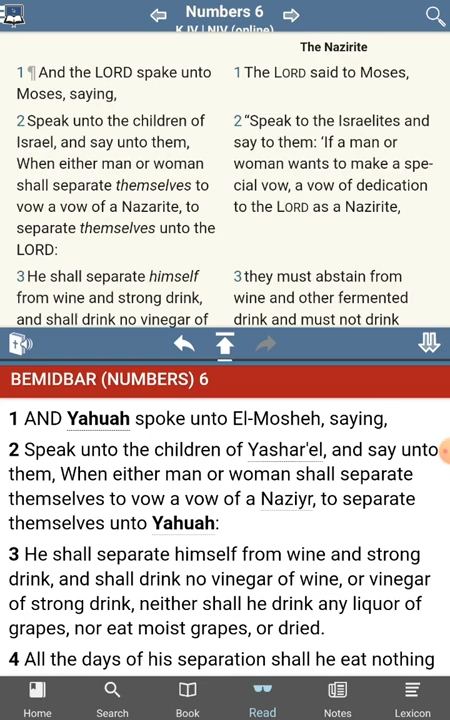 Numbers 6
KJV | NIV (online)
1 ¶ And the LORD spake unto
Moses, saying,
2 Speak unto the children of
Israel, and say unto them,
When either man or woman
shall separate themselves to
vow a vow of a Nazarite, to
separate themselves unto the
LORD:
3 He shall separate himself
from wine and strong drink,
and shall drink no vinegar of
The Nazirite
1 The LORD said to Moses,
2 “Speak to the Israelites and
say to them: ‘If a man or
woman wants to make a spe-
cial vow, a vow of dedication
to the LORD as a Nazirite,
3 they must abstain from
wine and other fermented
drink and must not drink
BEMIDBAR (NUMBERS) 6
1 AND Yahuah spoke unto El-Mosheh, saying,
2 Speak unto the children of Yashar'el, and say unto
them, When either man or woman shall separate
themselves to vow a vow of a Naziyr, to separate
themselves unto Yahuah:
3 He shall separate himself from wine and strong
drink, and shall drink no vinegar of wine, or vinegar
of strong drink, neither shall he drink any liquor of
grapes, nor eat moist grapes, or dried.
4 All the days of his separation shall he eat nothing
Home Search Book Read Notes Lexicon